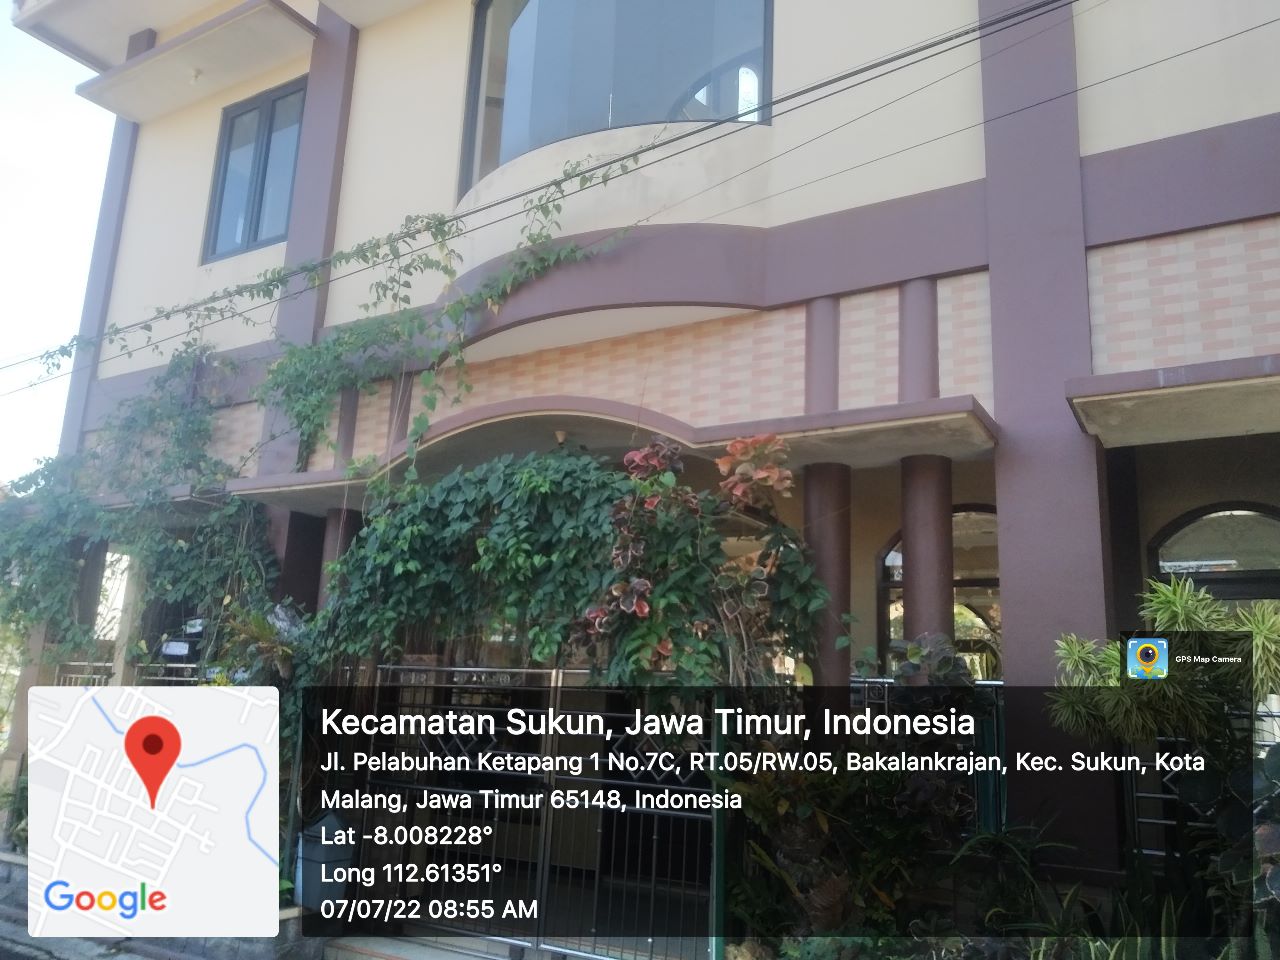 GPS Map Camera
Kecamatan Sukun, Jawa Timur, Indonesia
Jl. Pelabuhan Ketapang 1 No.7C, RT.05/RW.05, Bakalankrajan, Kec. Sukun, Kota
Malang, Jawa Timur 65148, Indonesia
Lat -8.008228°
Long 112.61351°
07/07/22 08:55 AM
Google